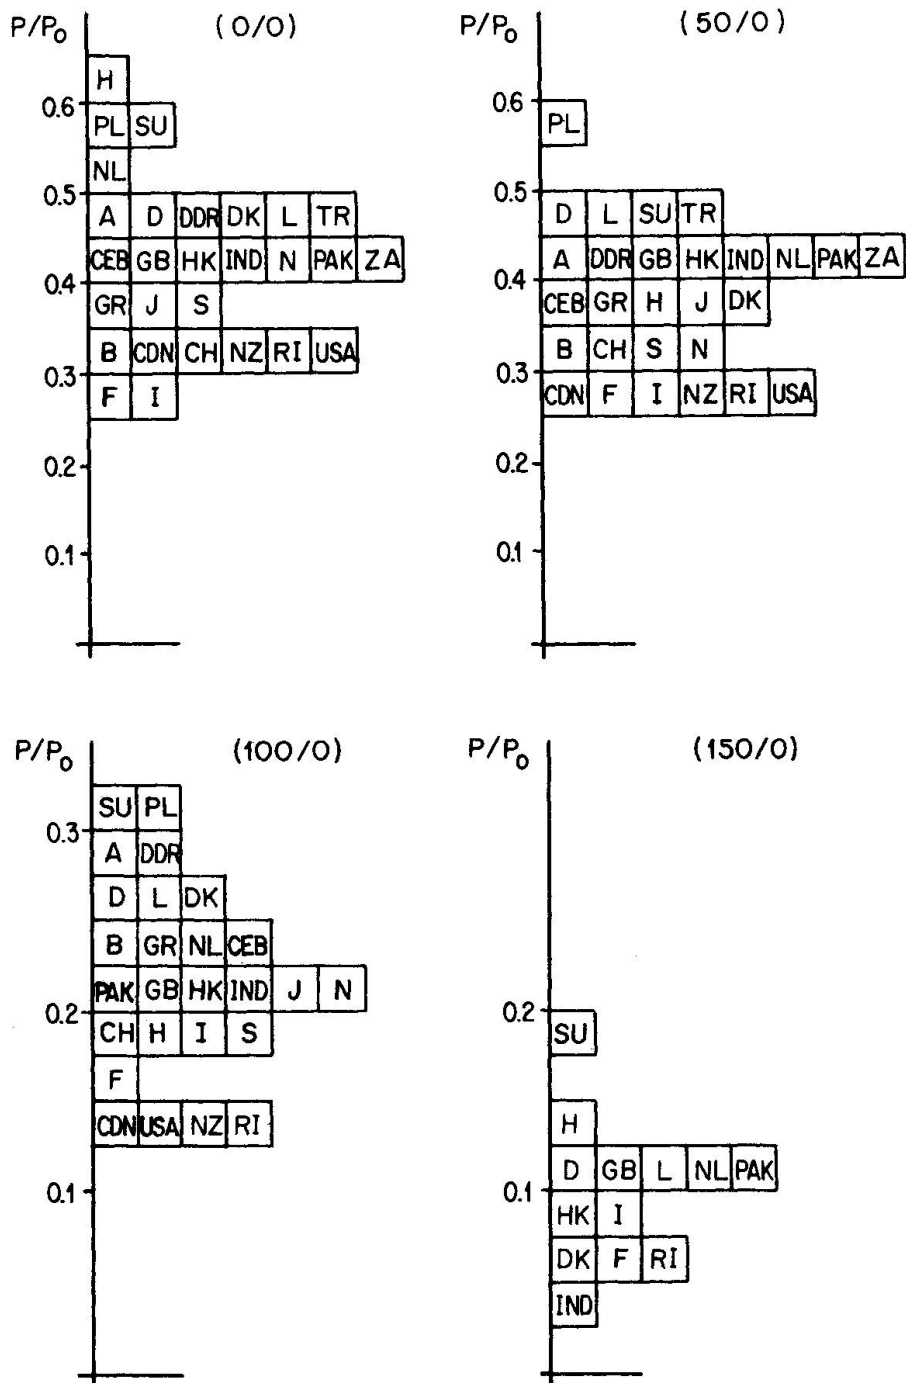 P/Po (0/0)
H
0.6
PL SU
NL
0.5
A D DDR DK L TR
CEB GB HK IND N PAK ZA
0.4
GR J S
B CDN CH NZ RI USA
0.3
F I
0.2
0.1
P/Po (50/0)
0.6
PL
0.5
D L SU TR
A DDR GB HK IND NL PAK ZA
0.4
CEB GR H J DK
B CH S N
0.3
CDN F I NZ RI USA
0.2
0.1
P/Po (100/0)
SU PL
0.3
A DDR
D L DK
B GR NL CEB
PAK GB HK IND J N
0.2
CH H I S
F
CDN USA NZ RI
0.1
P/Po (150/0)
0.2
SU
H
D GB L NL PAK
0.1
HK I
DK F RI
IND